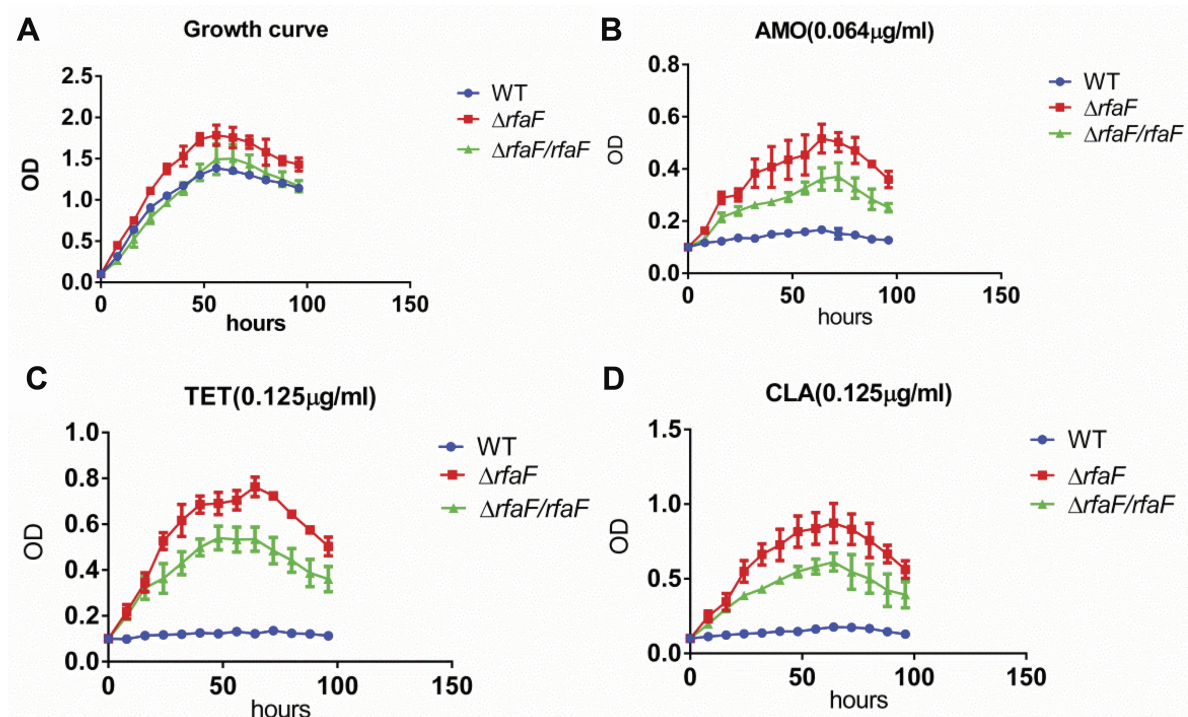 A
Growth curve
OD
2.5
2.0
1.5
1.0
0.5
0.0
0
50
100
150
hours
WT
ΔrfaF
ΔrfaF/rfaF
B
AMO(0.064μg/ml)
OD
0.8
0.6
0.4
0.2
0.0
0
50
100
150
hours
WT
ΔrfaF
ΔrfaF/rfaF
C
TET(0.125μg/ml)
OD
1.0
0.8
0.6
0.4
0.2
0.0
0
50
100
150
hours
WT
ΔrfaF
ΔrfaF/rfaF
D
CLA(0.125μg/ml)
OD
1.5
1.0
0.5
0.0
0
50
100
150
hours
WT
ΔrfaF
ΔrfaF/rfaF